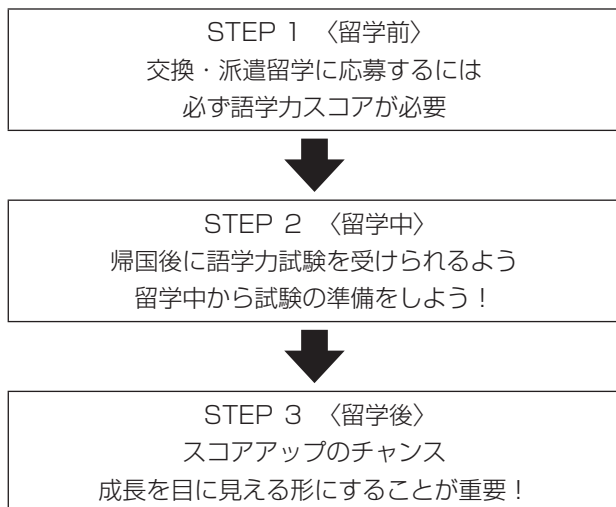 STEP 1 〈留学前〉
交換・派遣留学に応募するには
必ず語学力スコアが必要
STEP 2 〈留学中〉
帰国後に語学力試験を受けられるよう
留学中から試験の準備をしよう！
STEP 3 〈留学後〉
スコアアップのチャンス
成長を目に見える形にすることが重要！